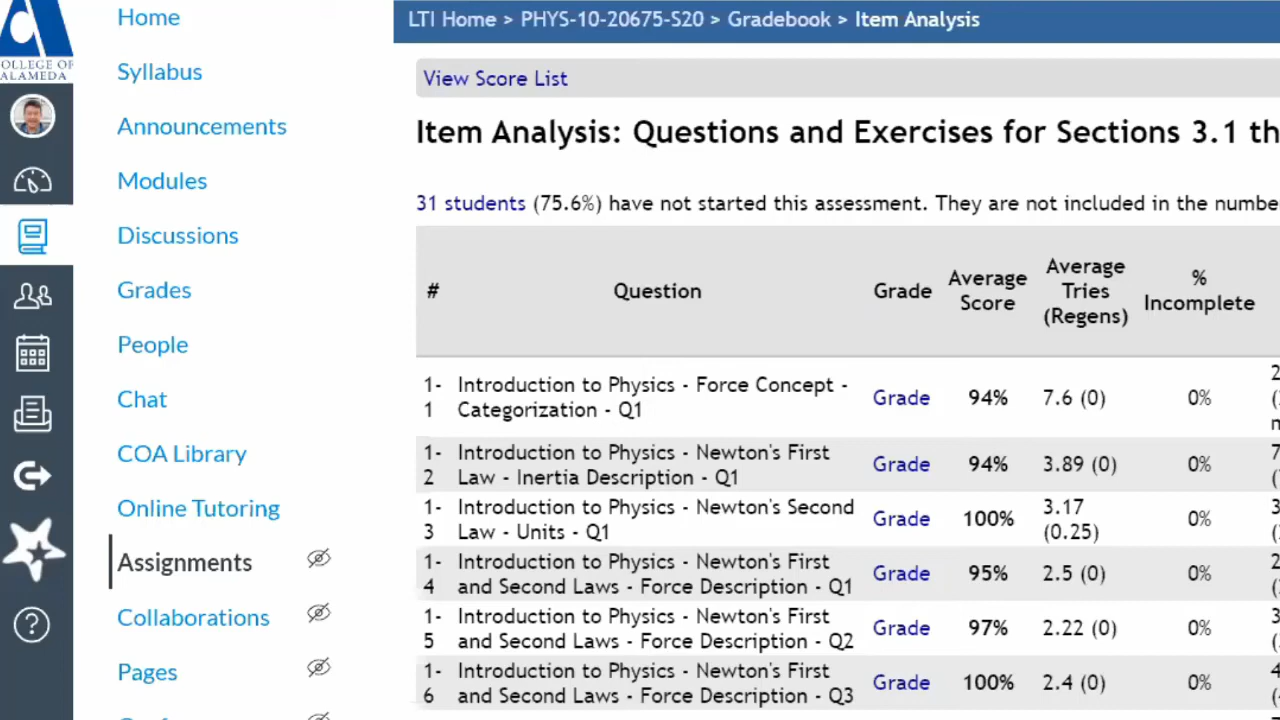 COLLEGE OF
ALAMEDA
Home
Syllabus
Announcements
Modules
Discussions
Grades
People
Chat
COA Library
Online Tutoring
Assignments
Collaborations
Pages
LTI Home > PHYS-10-20675-S20 > Gradebook > Item Analysis
View Score List
Item Analysis: Questions and Exercises for Sections 3.1 th
31 students (75.6%) have not started this assessment. They are not included in the numbe
# Question Grade Average Score Average Tries (Regens) % Incomplete
1-1 Introduction to Physics - Force Concept -
Categorization - Q1 Grade 94% 7.6 (0) 0%
1-2 Introduction to Physics - Newton's First
Law - Inertia Description - Q1 Grade 94% 3.89 (0) 0%
1-3 Introduction to Physics - Newton's Second
Law - Units - Q1 Grade 100% 3.17 (0.25) 0%
1-4 Introduction to Physics - Newton's First
and Second Laws - Force Description - Q1 Grade 95% 2.5 (0) 0%
1-5 Introduction to Physics - Newton's First
and Second Laws - Force Description - Q2 Grade 97% 2.22 (0) 0%
1-6 Introduction to Physics - Newton's First
and Second Laws - Force Description - Q3 Grade 100% 2.4 (0) 0%